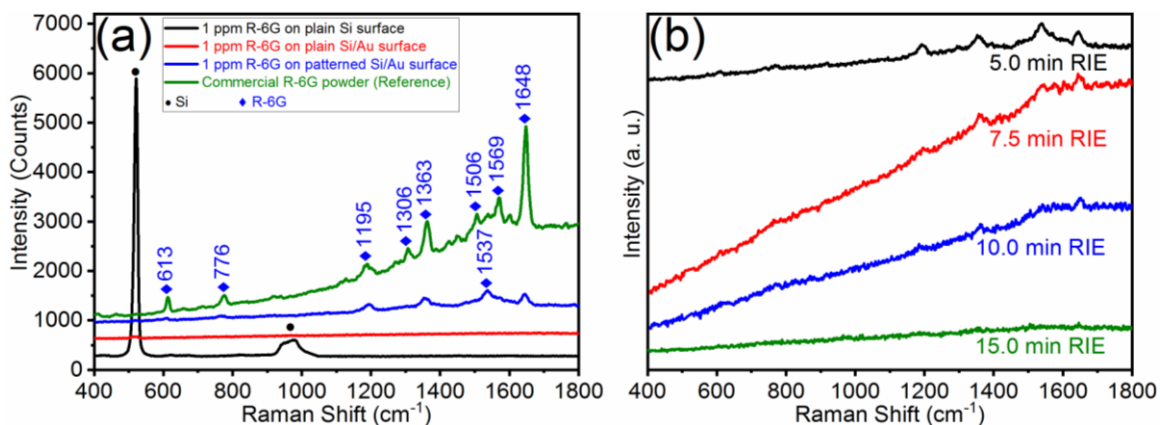 (a)
1 ppm R-6G on plain Si surface
1 ppm R-6G on plain Si/Au surface
1 ppm R-6G on patterned Si/Au surface
Commercial R-6G powder (Reference)
Si R-6G
613
776
1195
1306
1363
1506
1569
1648
1537
7000
6000
5000
4000
3000
2000
1000
0
Intensity (Counts)
400 600 800 1000 1200 1400 1600 1800
Raman Shift (cm⁻¹)
(b)
5.0 min RIE
7.5 min RIE
10.0 min RIE
15.0 min RIE
Intensity (a. u.)
400 600 800 1000 1200 1400 1600 1800
Raman Shift (cm⁻¹)